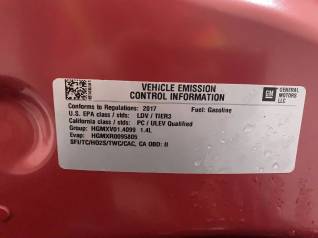 VEHICLE EMISSION
CONTROL INFORMATION
GM
GENERAL
MOTORS
LLC
Conforms to Regulations: 2017 Fuel: Gasoline
U.S. EPA class / stds: LDV / TIER3
California class / stds: PC / ULEV Qualified
Group: HGMXV01.4099 1.4L
Evap: HGMXR0095805
SFI/TC/HO2S/TWC/CAC, CA OBD: II